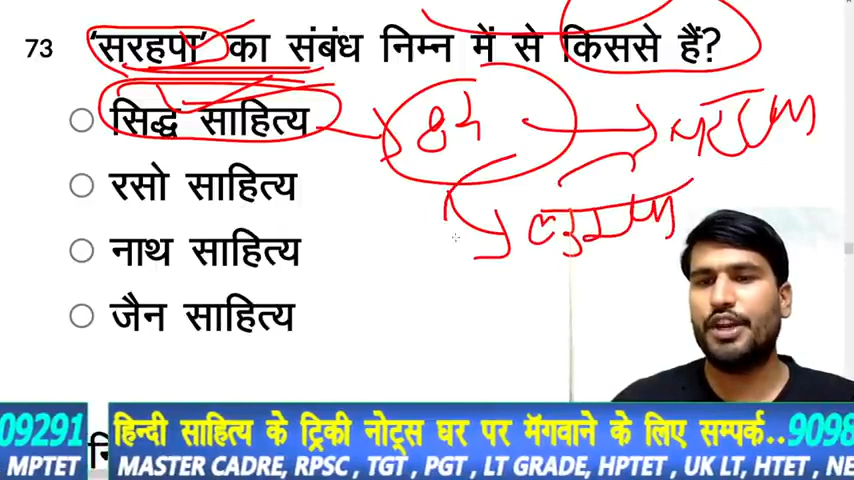 73 'सरहपा' का संबंध निम्न में से किससे हैं?
सिद्ध साहित्य
84
रसो साहित्य
नाथ साहित्य
जैन साहित्य
09291 हिन्दी साहित्य के ट्रिकी नोट्स घर पर मँगवाने के लिए सम्पर्क..9098
MPTET MASTER CADRE, RPSC , TGT , PGT , LT GRADE, HPTET , UK LT, HTET , NE